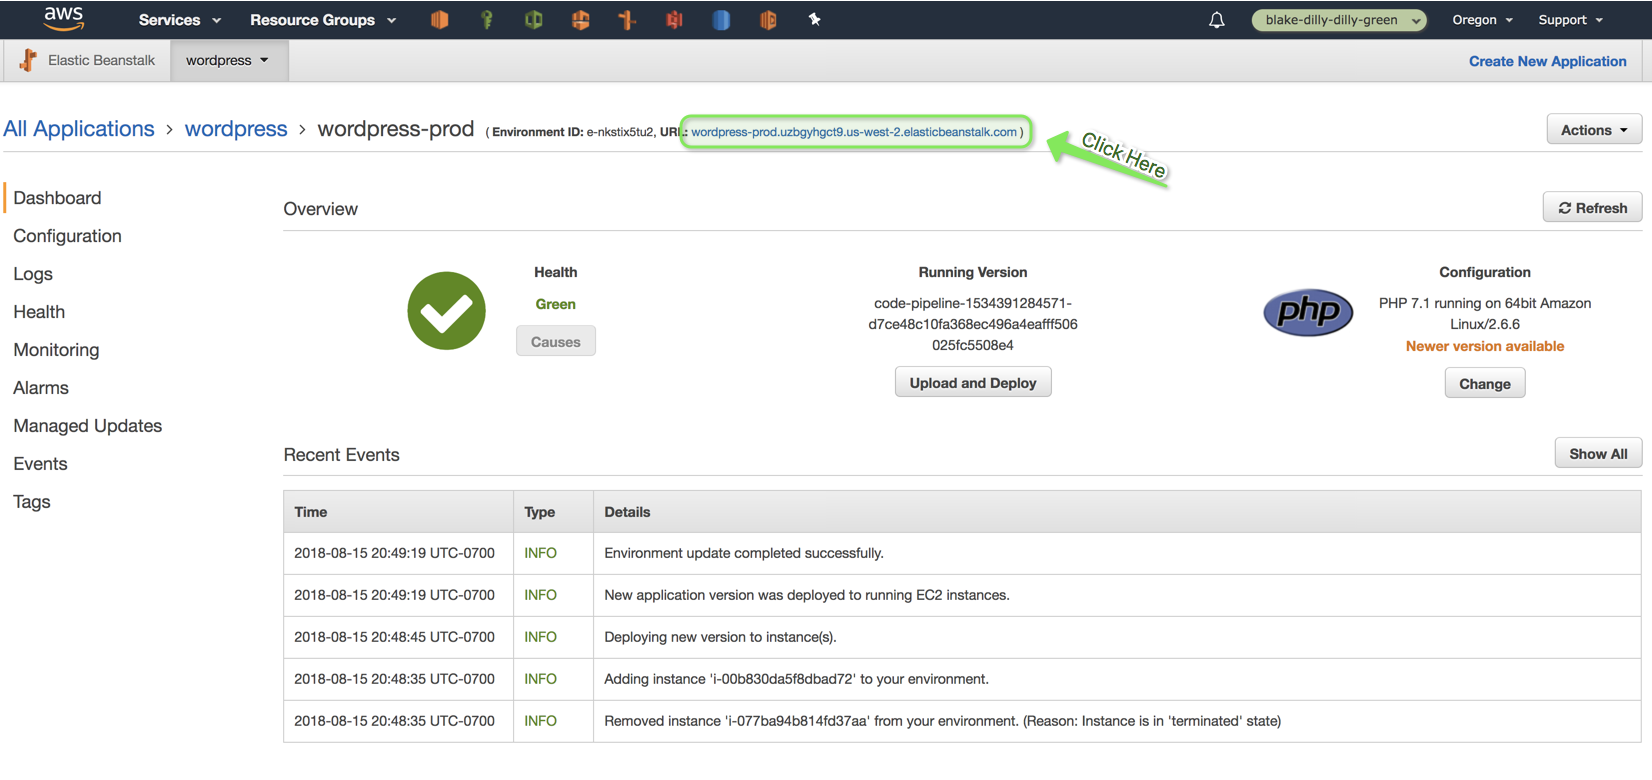 aws Services Resource Groups blake-dilly-dilly-green Oregon Support
Elastic Beanstalk wordpress Create New Application
All Applications > wordpress > wordpress-prod ( Environment ID: e-nkstix5tu2, URL: wordpress-prod.uzbgyhgct9.us-west-2.elasticbeanstalk.com ) Actions
Click Here
Dashboard
Configuration
Logs
Health
Monitoring
Alarms
Managed Updates
Events
Tags
Overview Refresh
Health
Green
Causes
Running Version
code-pipeline-1534391284571-
d7ce48c10fa368ec496a4eafff506
025fc5508e4
Upload and Deploy
php
Configuration
PHP 7.1 running on 64bit Amazon
Linux/2.6.6
Newer version available
Change
Recent Events Show All
Time Type Details
2018-08-15 20:49:19 UTC-0700 INFO Environment update completed successfully.
2018-08-15 20:49:19 UTC-0700 INFO New application version was deployed to running EC2 instances.
2018-08-15 20:48:45 UTC-0700 INFO Deploying new version to instance(s).
2018-08-15 20:48:35 UTC-0700 INFO Adding instance 'i-00b830da5f8dbad72' to your environment.
2018-08-15 20:48:35 UTC-0700 INFO Removed instance 'i-077ba94b814fd37aa' from your environment. (Reason: Instance is in 'terminated' state)